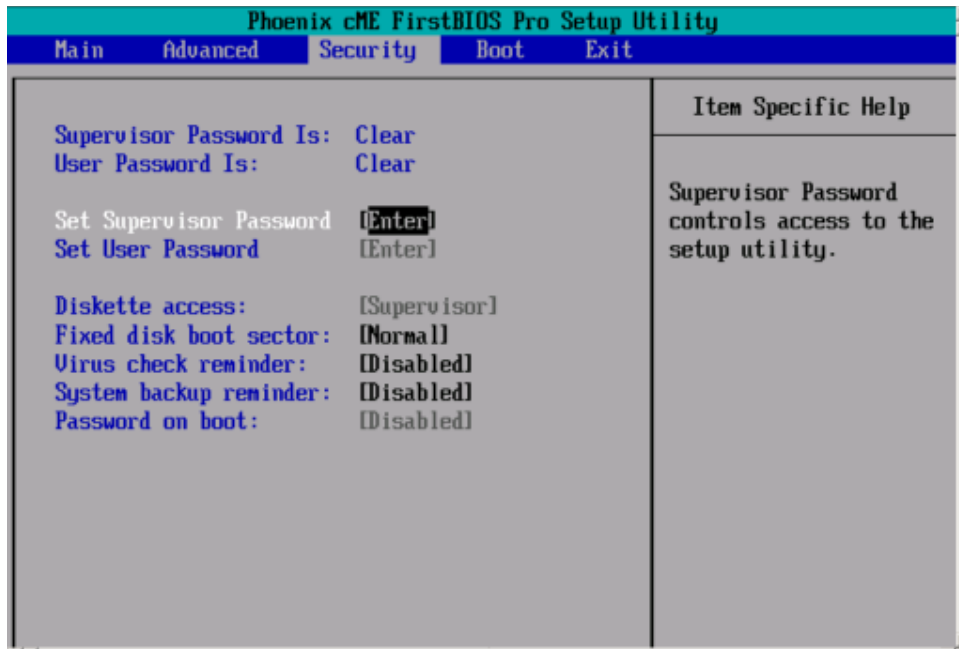 Phoenix cME FirstBIOS Pro Setup Utility
Main Advanced Security Boot Exit
Item Specific Help
Supervisor Password Is: Clear
User Password Is: Clear
Set Supervisor Password [Enter]
Set User Password [Enter]
Diskette access: [Supervisor]
Fixed disk boot sector: [Normal]
Virus check reminder: [Disabled]
System backup reminder: [Disabled]
Password on boot: [Disabled]
Supervisor Password
controls access to the
setup utility.